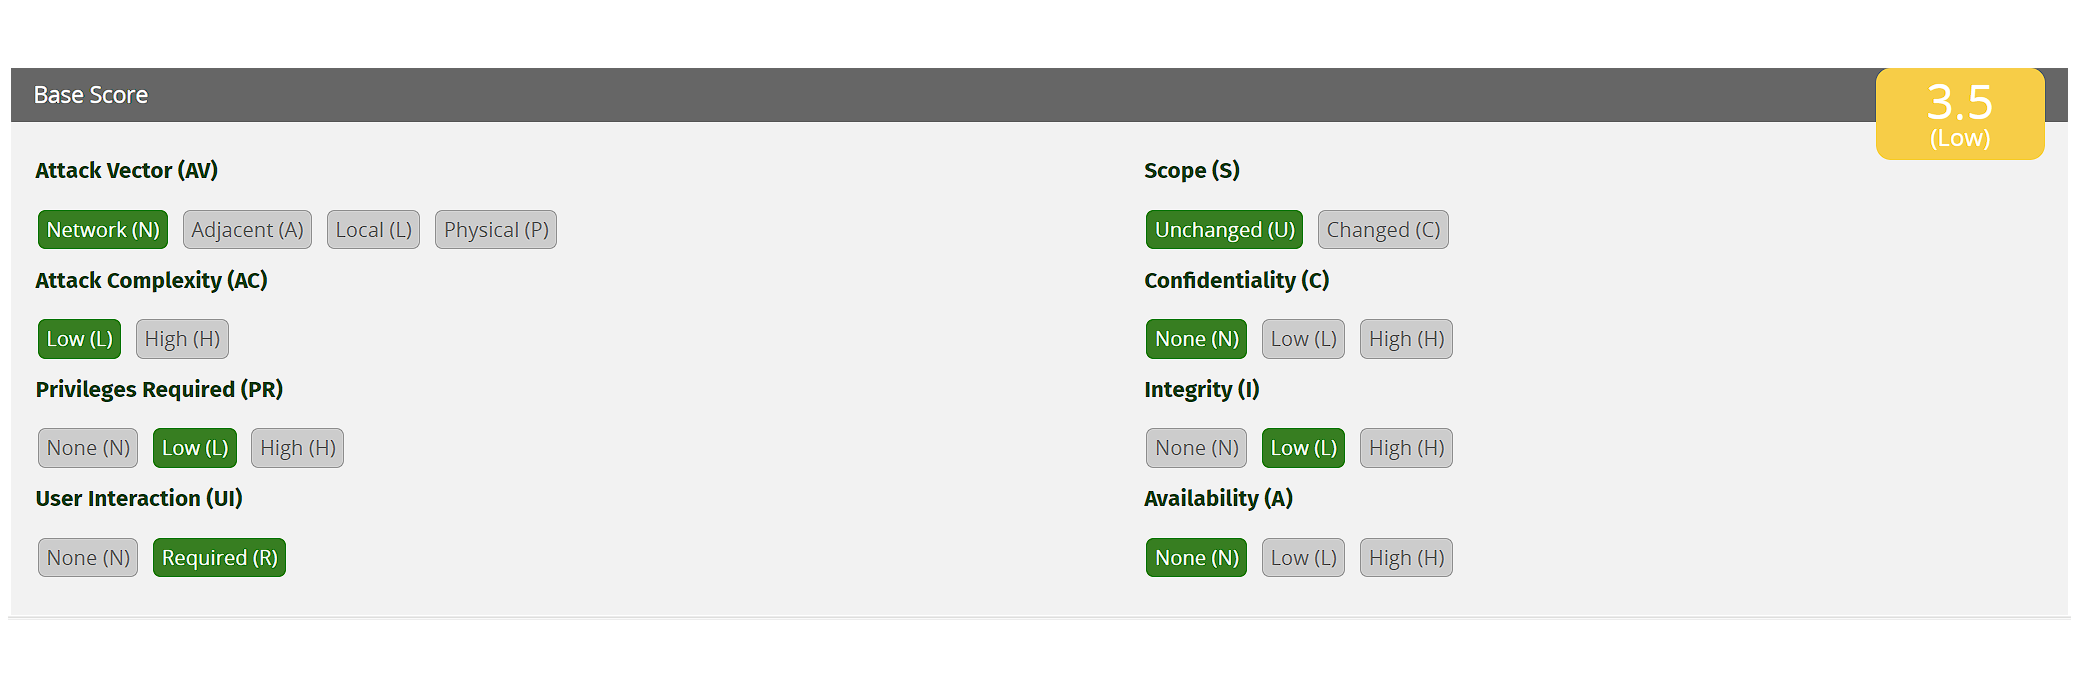 Base Score
3.5
(Low)
Attack Vector (AV)
Network (N) Adjacent (A) Local (L) Physical (P)
Attack Complexity (AC)
Low (L) High (H)
Privileges Required (PR)
None (N) Low (L) High (H)
User Interaction (UI)
None (N) Required (R)
Scope (S)
Unchanged (U) Changed (C)
Confidentiality (C)
None (N) Low (L) High (H)
Integrity (I)
None (N) Low (L) High (H)
Availability (A)
None (N) Low (L) High (H)